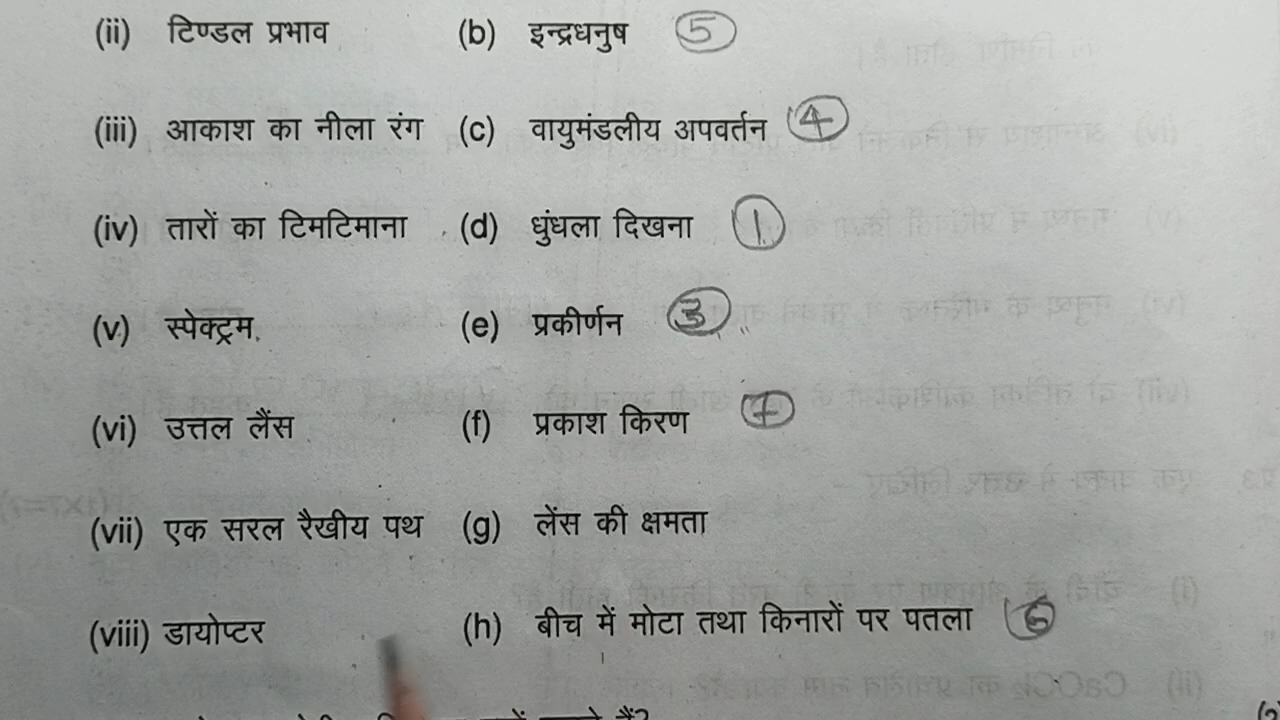 (ii) टिण्डल प्रभाव (b) इन्द्रधनुष 5
(iii) आकाश का नीला रंग (c) वायुमंडलीय अपवर्तन 4
(iv) तारों का टिमटिमाना (d) धुंधला दिखना 1
(v) स्पेक्ट्रम (e) प्रकीर्णन 3
(vi) उत्तल लैंस (f) प्रकाश किरण 7
(vii) एक सरल रैखीय पथ (g) लेंस की क्षमता
(viii) डायोप्टर (h) बीच में मोटा तथा किनारों पर पतला 6